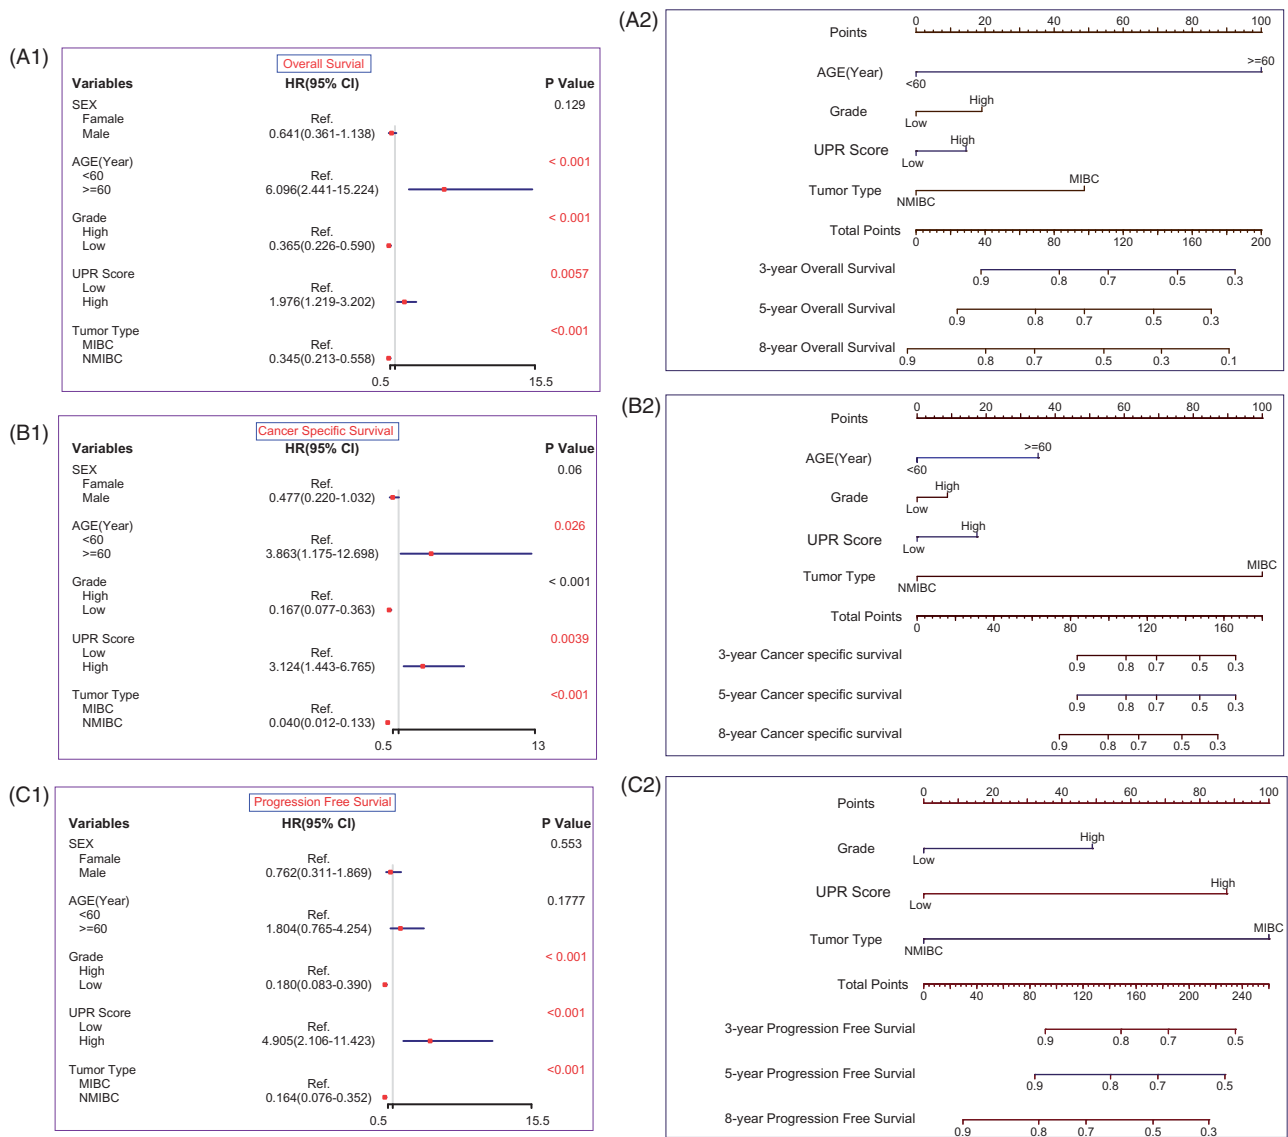 (A1)
Overall Survial
Variables HR(95% CI) P Value
SEX 0.129
Famale Ref.
Male 0.641(0.361-1.138)
AGE(Year) < 0.001
<60 Ref.
>=60 6.096(2.441-15.224)
Grade < 0.001
High Ref.
Low 0.365(0.226-0.590)
UPR Score 0.0057
Low Ref.
High 1.976(1.219-3.202)
Tumor Type <0.001
MIBC Ref.
NMIBC 0.345(0.213-0.558)
0.5 15.5
(A2)
Points 0 20 40 60 80 100
AGE(Year) <60 >=60
Grade Low High
UPR Score Low High
Tumor Type NMIBC MIBC
Total Points 0 40 80 120 160 200
3-year Overall Survival 0.9 0.8 0.7 0.5 0.3
5-year Overall Survival 0.9 0.8 0.7 0.5 0.3
8-year Overall Survival 0.9 0.8 0.7 0.5 0.3 0.1
(B1)
Cancer Specific Survival
Variables HR(95% CI) P Value
SEX 0.06
Famale Ref.
Male 0.477(0.220-1.032)
AGE(Year) 0.026
<60 Ref.
>=60 3.863(1.175-12.698)
Grade < 0.001
High Ref.
Low 0.167(0.077-0.363)
UPR Score 0.0039
Low Ref.
High 3.124(1.443-6.765)
Tumor Type <0.001
MIBC Ref.
NMIBC 0.040(0.012-0.133)
0.5 13
(B2)
Points 0 20 40 60 80 100
AGE(Year) <60 >=60
Grade Low High
UPR Score Low High
Tumor Type NMIBC MIBC
Total Points 0 40 80 120 160
3-year Cancer specific survival 0.9 0.8 0.7 0.5 0.3
5-year Cancer specific survival 0.9 0.8 0.7 0.5 0.3
8-year Cancer specific survival 0.9 0.8 0.7 0.5 0.3
(C1)
Progression Free Survial
Variables HR(95% CI) P Value
SEX 0.553
Famale Ref.
Male 0.762(0.311-1.869)
AGE(Year) 0.1777
<60 Ref.
>=60 1.804(0.765-4.254)
Grade < 0.001
High Ref.
Low 0.180(0.083-0.390)
UPR Score <0.001
Low Ref.
High 4.905(2.106-11.423)
Tumor Type <0.001
MIBC Ref.
NMIBC 0.164(0.076-0.352)
0.5 15.5
(C2)
Points 0 20 40 60 80 100
Grade Low High
UPR Score Low High
Tumor Type NMIBC MIBC
Total Points 0 40 80 120 160 200 240
3-year Progression Free Survial 0.9 0.8 0.7 0.5
5-year Progression Free Survial 0.9 0.8 0.7 0.5
8-year Progression Free Survial 0.9 0.8 0.7 0.5 0.3